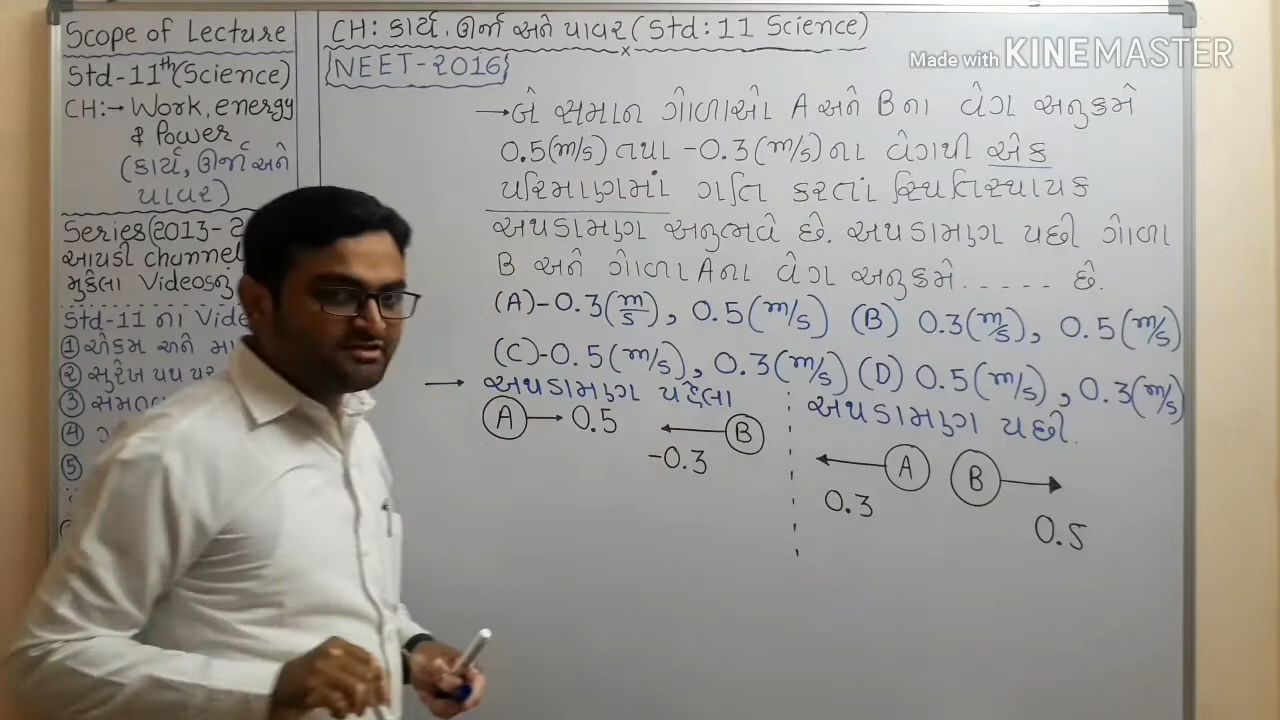 Scope of Lecture
Std-11th (Science)
CH:→ Work, energy
& Power
(કાર્ય, ઊર્જા અને
પાવર)
Series(2013-2
આપડી channel
મુકેલા Videosનું
Std-11 ના Vide
① એકમ અને મા
② સુરેખ પથ પર
③ સમતલ
④
⑤
CH: કાર્ય, ઊર્જા અને પાવર (Std: 11 Science)
Made with KINEMASTER
{NEET-2016}
→ બે સમાન ગોળાઓ A અને B ના વેગ અનુક્રમે
0.5(m/s) તથા -0.3(m/s) ના વેગથી એક
પરિમાણમાં ગતિ કરતાં સ્થિતિસ્થાપક
અથડામણ અનુભવે છે. અથડામણ પછી ગોળા
B અને ગોળા A ના વેગ અનુક્રમે..... છે.
(A) -0.3(m/s), 0.5(m/s) (B) 0.3(m/s), 0.5(m/s)
(C) -0.5(m/s), 0.3(m/s) (D) 0.5(m/s), 0.3(m/s)
→ અથડામણ પહેલા
A → 0.5
B
-0.3
અથડામણ પછી.
A B
0.3
0.5